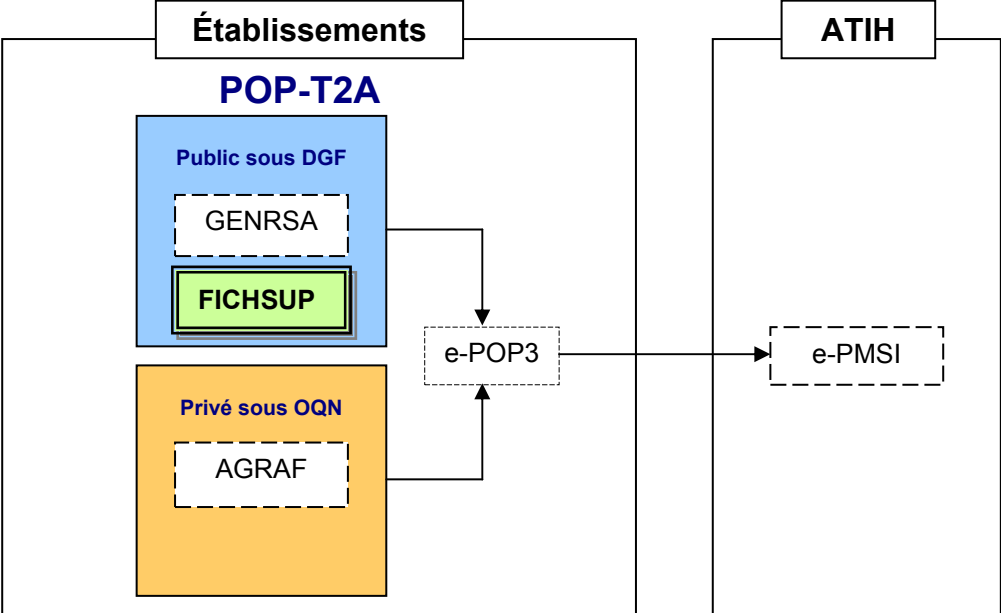 Établissements
ATIH
POP-T2A
Public sous DGF
GENRSA
FICHSUP
e-POP3
e-PMSI
Privé sous OQN
AGRAF